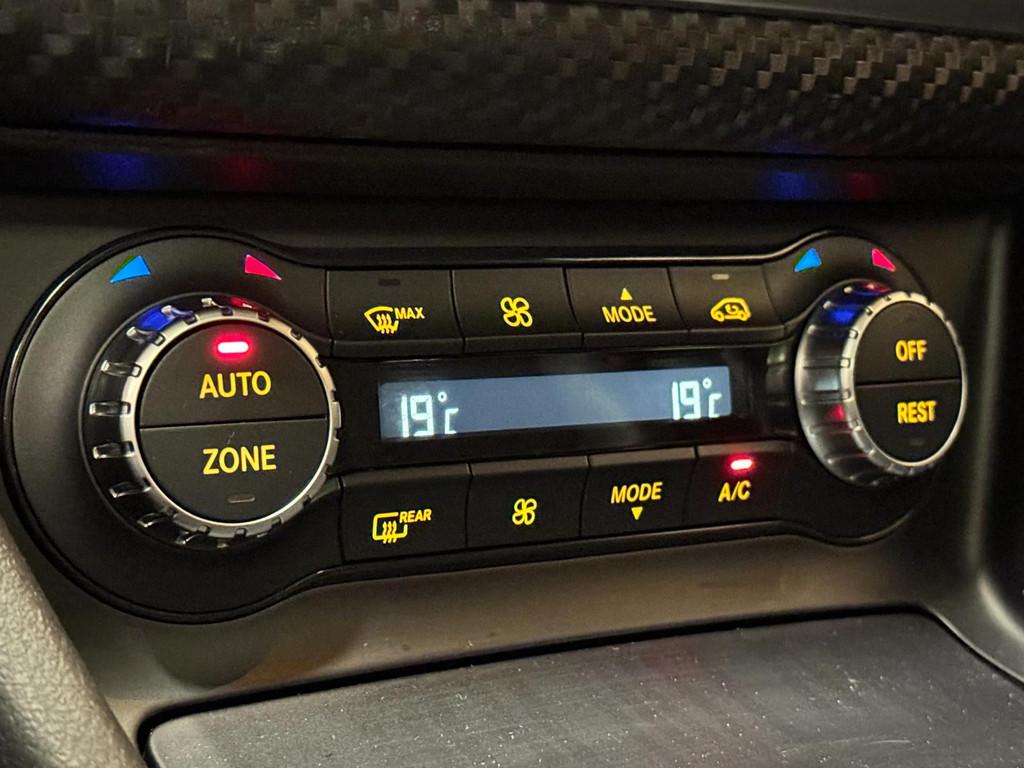 MAX
MODE
AUTO
ZONE
19°C
19°C
OFF
REST
REAR
MODE
A/C